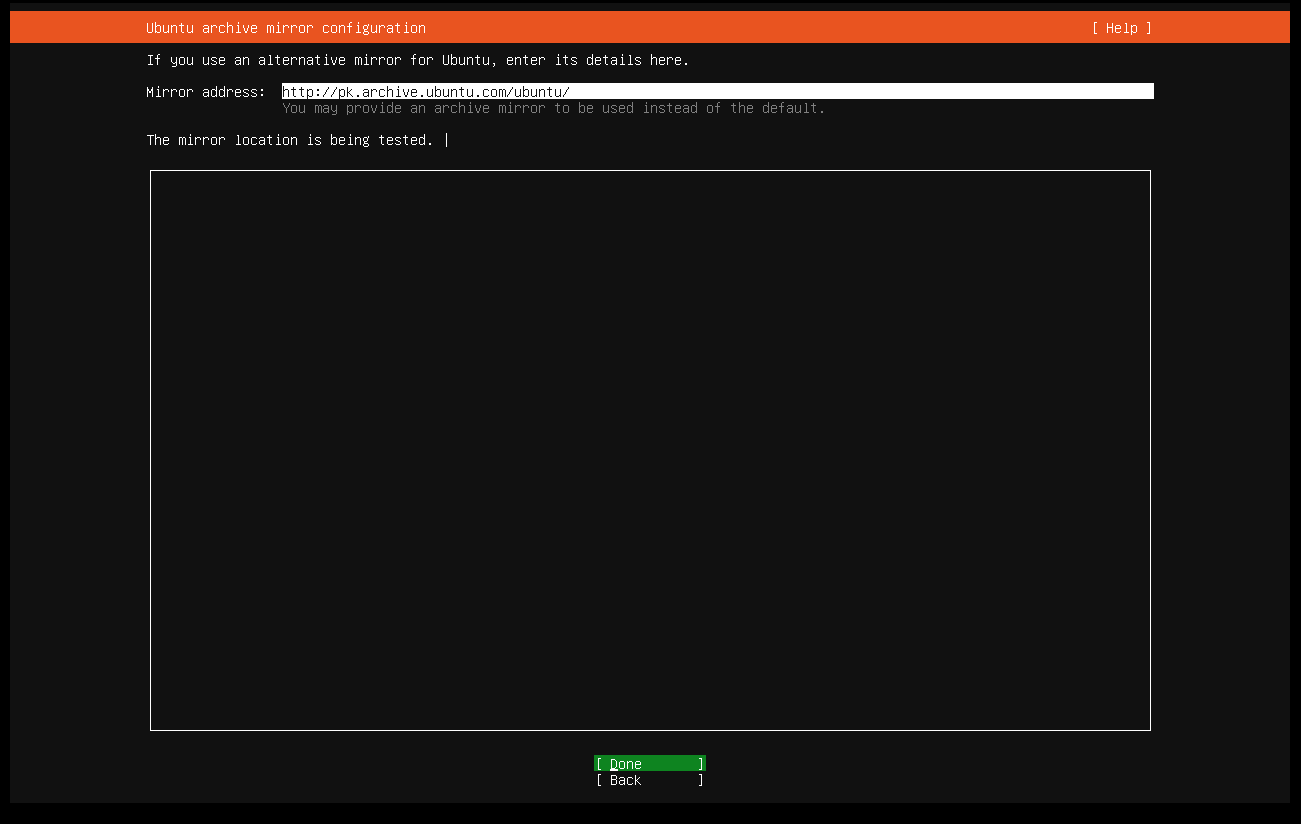 Ubuntu archive mirror configuration [ Help ]
If you use an alternative mirror for Ubuntu, enter its details here.
Mirror address: http://pk.archive.ubuntu.com/ubuntu/
You may provide an archive mirror to be used instead of the default.
The mirror location is being tested. |
[ Done ]
[ Back ]